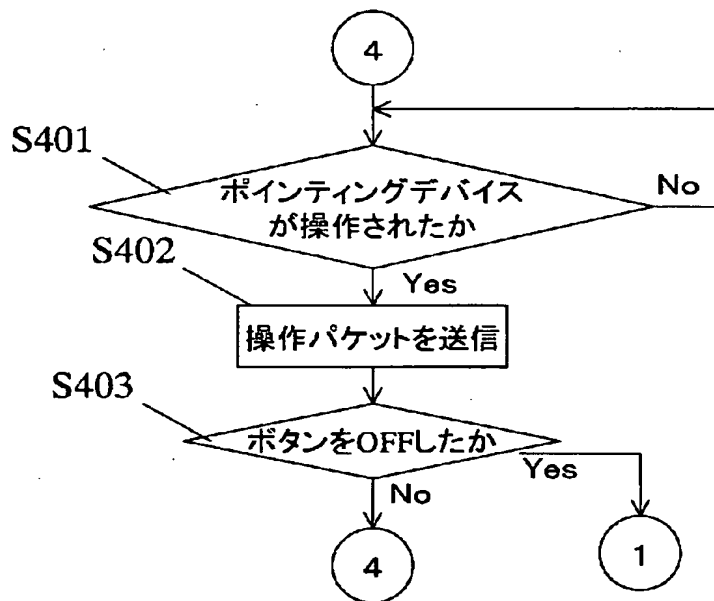 4
S401
ポインティングデバイス
が操作されたか
No
S402
Yes
操作パケットを送信
S403
ボタンをOFFしたか
Yes
No
4
1